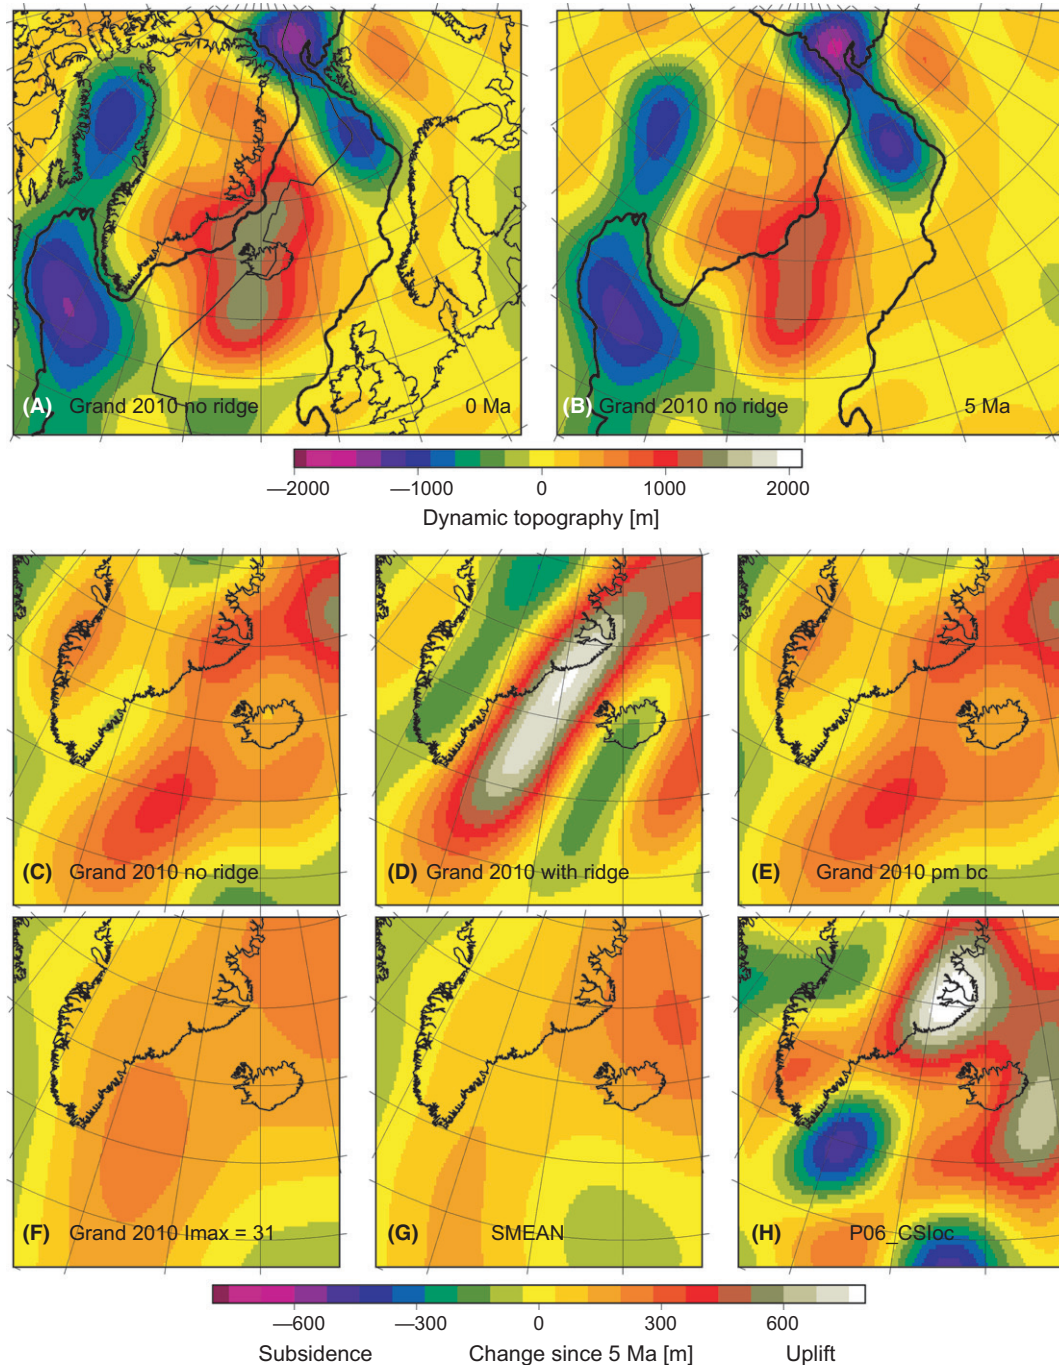 (A) Grand 2010 no ridge 0 Ma
(B) Grand 2010 no ridge 5 Ma
—2000 —1000 0 1000 2000
Dynamic topography [m]
(C) Grand 2010 no ridge
(D) Grand 2010 with ridge
(E) Grand 2010 pm bc
(F) Grand 2010 lmax = 31
(G) SMEAN
(H) P06_CSloc
—600 —300 0 300 600
Subsidence Change since 5 Ma [m] Uplift